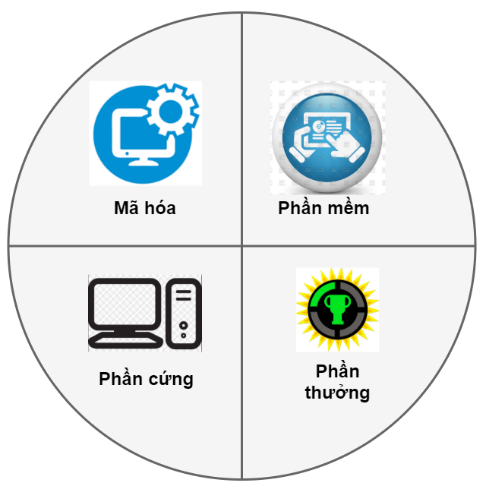 Mã hóa
Phần mềm
Phần cứng
Phần
thưởng